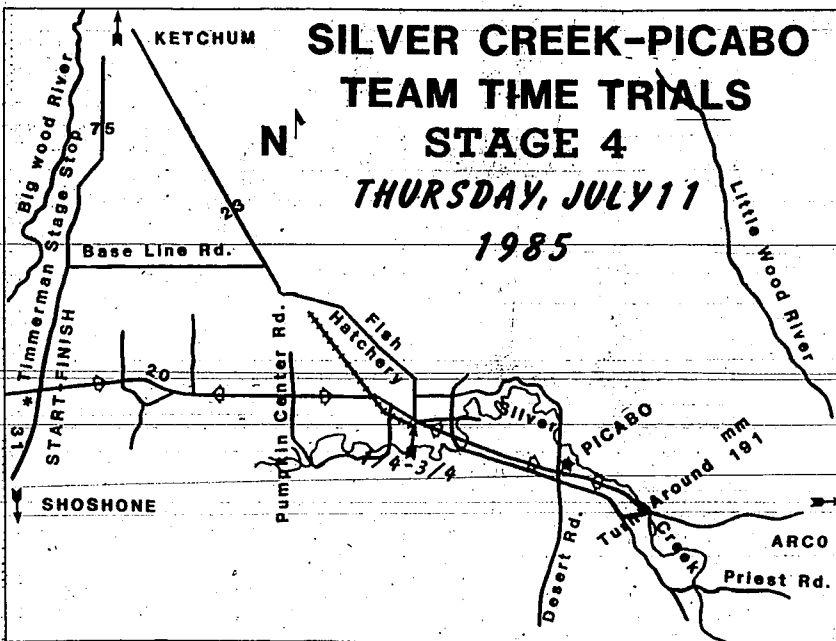 SILVER CREEK-PICABO
TEAM TIME TRIALS
STAGE 4
THURSDAY, JULY 11
1985
KETCHUM
N
Big wood River
75
Timmerman Stage Stop
START-FINISH
31
23
Base Line Rd.
Little Wood River
20
Fish
Hatchery
Pumpkin Center Rd.
Silver
PICABO
1/4-3/4
Turn Around mm
191
Creek
SHOSHONE
ARCO
Desert Rd.
Priest Rd.